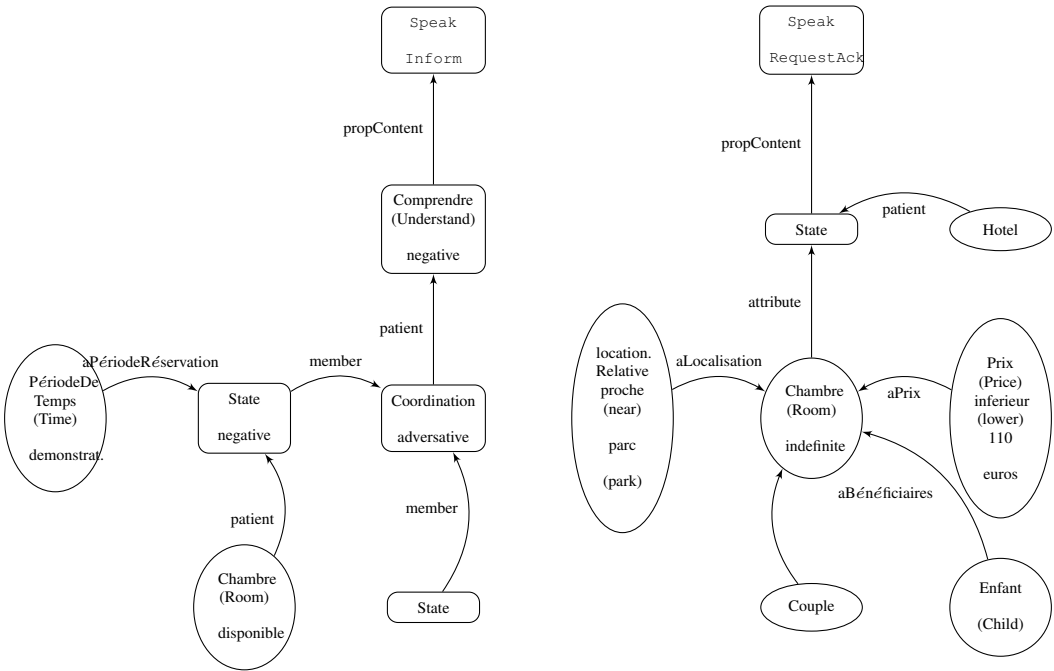 Speak
Inform
propContent
Comprendre
(Understand)
negative
patient
aPériodeRéservation
member
PériodeDe
Temps
(Time)
demonstrat.
State
negative
Coordination
adversative
patient
member
Chambre
(Room)
disponible
State
Speak
RequestAck
propContent
patient
State
Hotel
attribute
location.
Relative
proche
(near)
parc
(park)
aLocalisation
Chambre
(Room)
indefinite
aPrix
Prix
(Price)
inferieur
(lower)
110
euros
aBénéficiaires
Couple
Enfant
(Child)